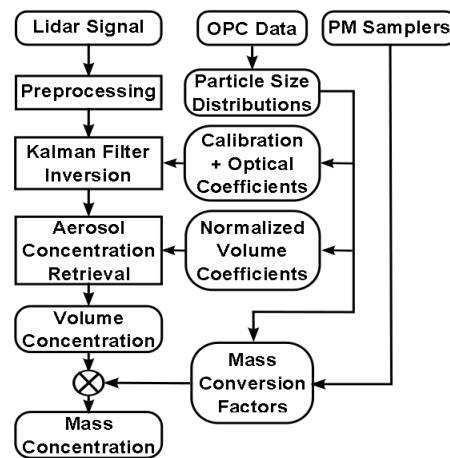 Lidar Signal
OPC Data
PM Samplers
Preprocessing
Particle Size
Distributions
Kalman Filter
Inversion
Calibration
+ Optical
Coefficients
Aerosol
Concentration
Retrieval
Normalized
Volume
Coefficients
Volume
Concentration
Mass
Conversion
Factors
Mass
Concentration